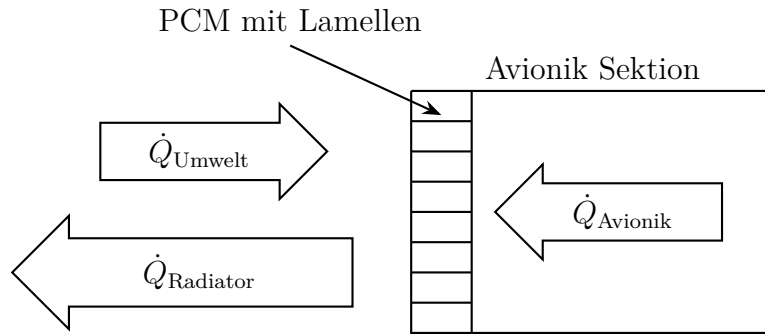 PCM mit Lamellen
Avionik Sektion
Q̇Umwelt
Q̇Avionik
Q̇Radiator